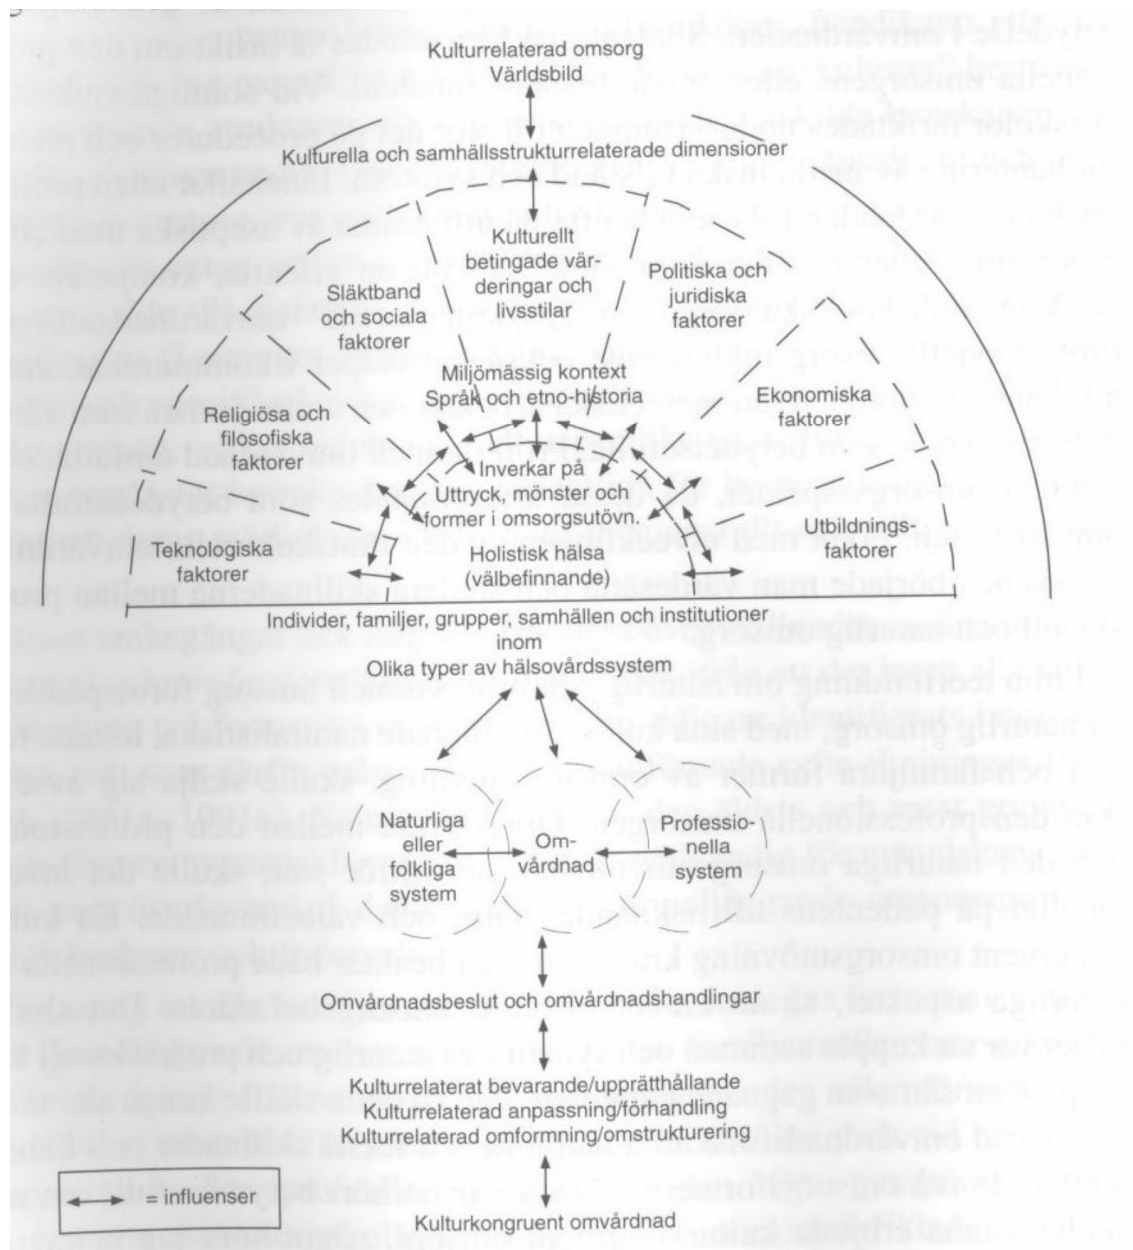 Kulturrelaterad omsorg
Världsbild
Kulturella och samhällsstrukturrelaterade dimensioner
Kulturellt
betingade vär-
deringar och
livsstilar
Släktband
och sociala
faktorer
Politiska och
juridiska
faktorer
Religiösa och
filosofiska
faktorer
Miljömässig kontext
Språk och etno-historia
Ekonomiska
faktorer
Teknologiska
faktorer
Inverkar på
Uttryck, mönster och
former i omsorgsutövn.
Holistisk hälsa
(välbefinnande)
Utbildnings-
faktorer
Individer, familjer, grupper, samhällen och institutioner
inom
Olika typer av hälsovårdssystem
Naturliga
eller
folkliga
system
Om-
vårdnad
Professio-
nella
system
Omvårdnadsbeslut och omvårdnadshandlingar
Kulturrelaterat bevarande/upprätthållande
Kulturrelaterad anpassning/förhandling
Kulturrelaterad omformning/omstrukturering
= influenser
Kulturkongruent omvårdnad